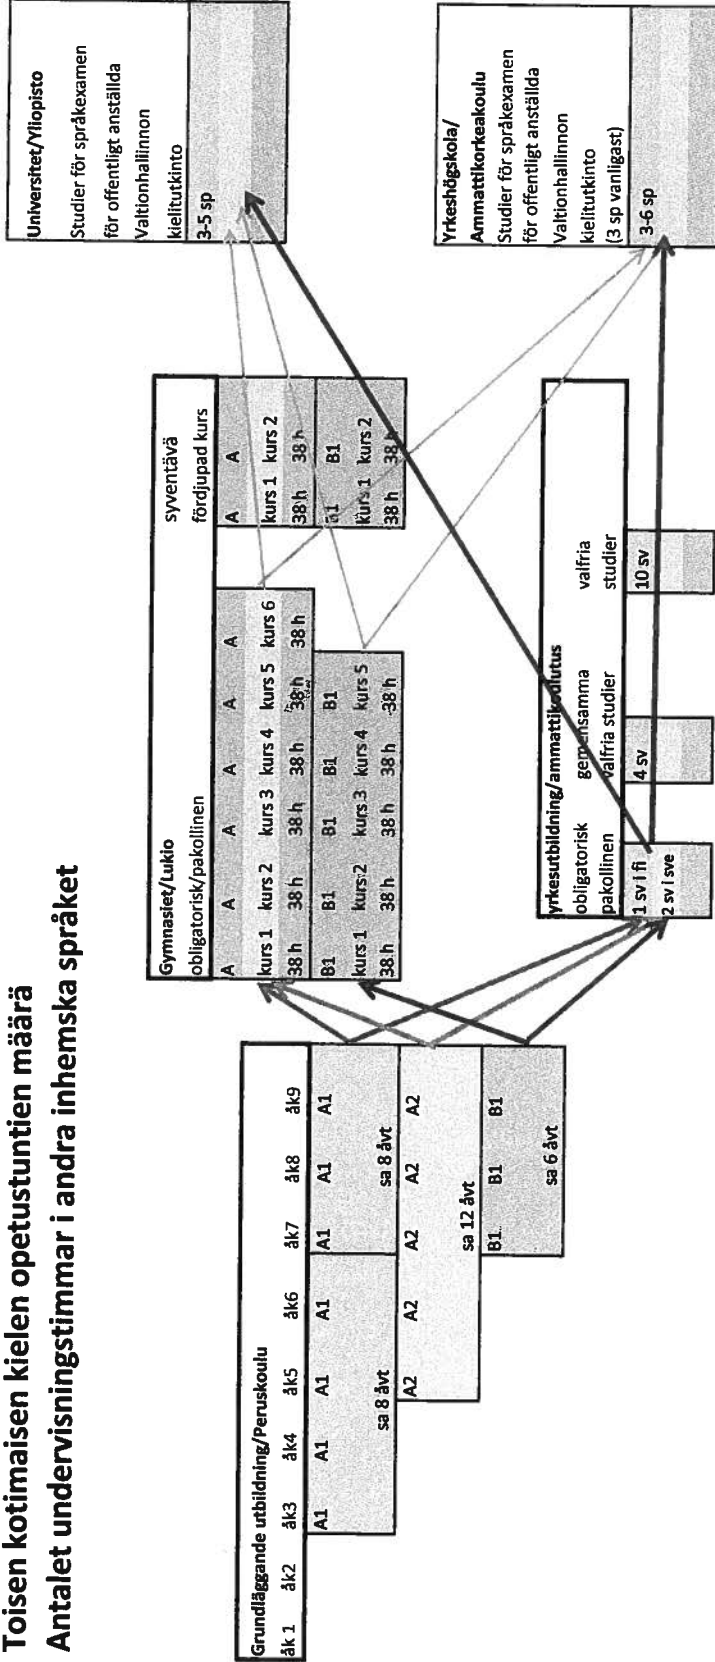 Toisen kotimaisen kielen opetustuntien määrä
Antalet undervisningstimmar i andra inhemska språket
Grundläggande utbildning/Peruskoulu
åk 1 åk2 åk3 åk4 åk5 åk6 åk7 åk8 åk9
A1 A1 A1 A1 A1 A1 A1
sa 8 åvt sa 8 åvt
A2 A2 A2 A2 A2
sa 12 åvt
B1 B1 B1
sa 6 åvt
Gymnasiet/Lukio
obligatorisk/pakollinen
A A A A A A
kurs 1 kurs 2 kurs 3 kurs 4 kurs 5 kurs 6
38 h 38 h 38 h 38 h 38 h 38 h
B1 B1 B1 B1 B1
kurs 1 kurs 2 kurs 3 kurs 4 kurs 5
38 h 38 h 38 h 38 h 38 h
syventävä
fördjupad kurs
A A
kurs 1 kurs 2
38 h 38 h
B1 B1
kurs 1 kurs 2
38 h 38 h
yrkesutbildning/ammattikoulutus
obligatorisk gemensamma valfria
pakollinen valfria studier studier
1 sv i fi 4 sv 10 sv
2 sv i sve
Universitet/Yliopisto
Studier för språkexamen
för offentligt anställda
Valtionhallinnon
kielitutkinto
3-5 sp
Yrkeshögskola/
Ammattikorkeakoulu
Studier för språkexamen
för offentligt anställda
Valtionhallinnon
kielitutkinto
(3 sp vanligast)
3-6 sp